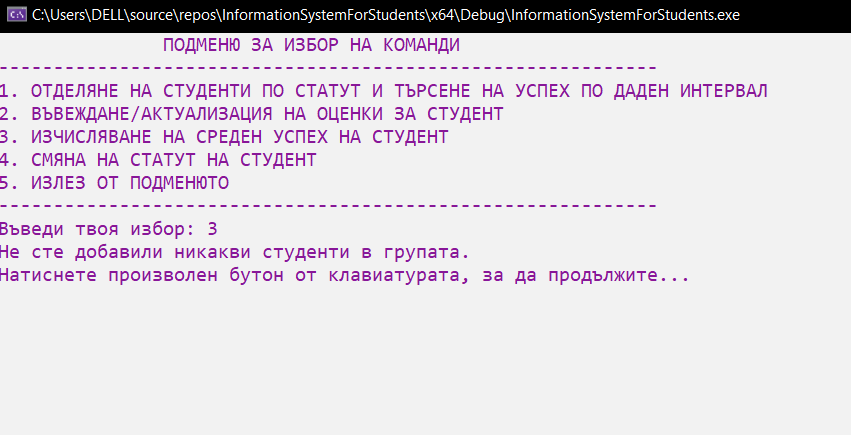 C:\Users\DELL\source\repos\InformationSystemForStudents\x64\Debug\InformationSystemForStudents.exe
ПОДМЕНЮ ЗА ИЗБОР НА КОМАНДИ
------------------------------------------------------------
1. ОТДЕЛЯНЕ НА СТУДЕНТИ ПО СТАТУТ И ТЪРСЕНЕ НА УСПЕХ ПО ДАДЕН ИНТЕРВАЛ
2. ВЪВЕЖДАНЕ/АКТУАЛИЗАЦИЯ НА ОЦЕНКИ ЗА СТУДЕНТ
3. ИЗЧИСЛЯВАНЕ НА СРЕДЕН УСПЕХ НА СТУДЕНТ
4. СМЯНА НА СТАТУТ НА СТУДЕНТ
5. ИЗЛЕЗ ОТ ПОДМЕНЮТО
------------------------------------------------------------
Въведи твоя избор: 3
Не сте добавили никакви студенти в групата.
Натиснете произволен бутон от клавиатурата, за да продължите...